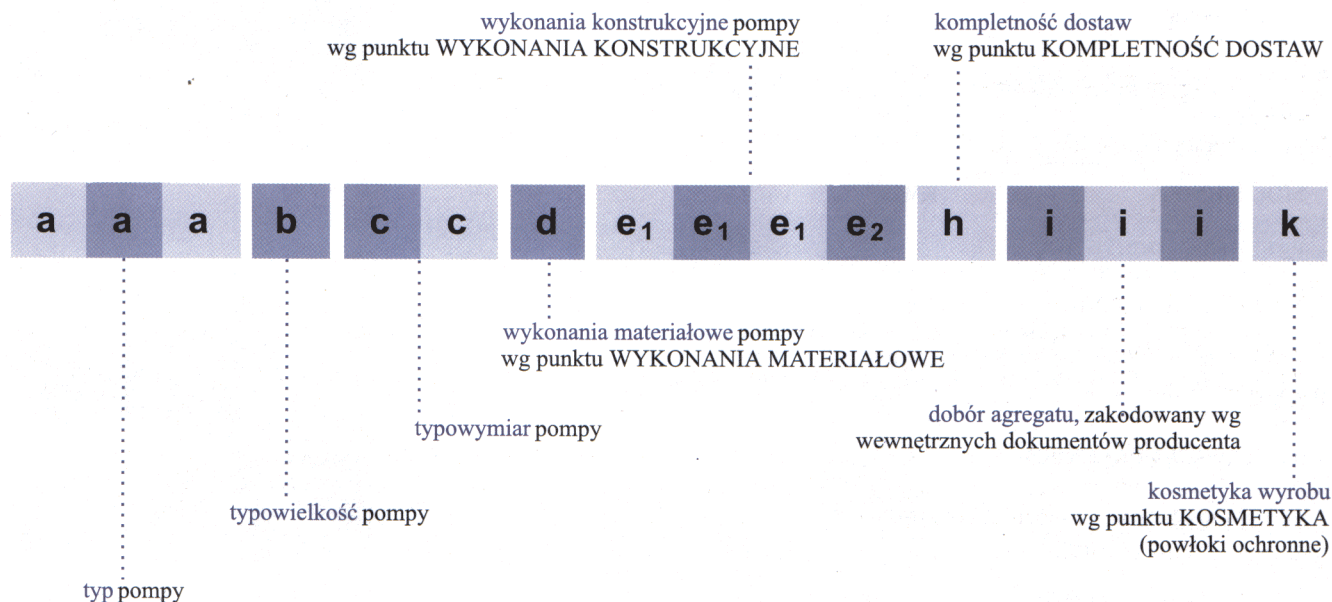 wykonania konstrukcyjne pompy
wg punktu WYKONANIA KONSTRUKCYJNE
kompletność dostaw
wg punktu KOMPLETNOŚĆ DOSTAW
a a a b c c d e₁ e₁ e₁ e₂ h i i i k
wykonania materiałowe pompy
wg punktu WYKONANIA MATERIAŁOWE
dobór agregatu, zakodowany wg
wewnętrznych dokumentów producenta
typowymiar pompy
kosmetyka wyrobu
wg punktu KOSMETYKA
(powłoki ochronne)
typowielkość pompy
typ pompy